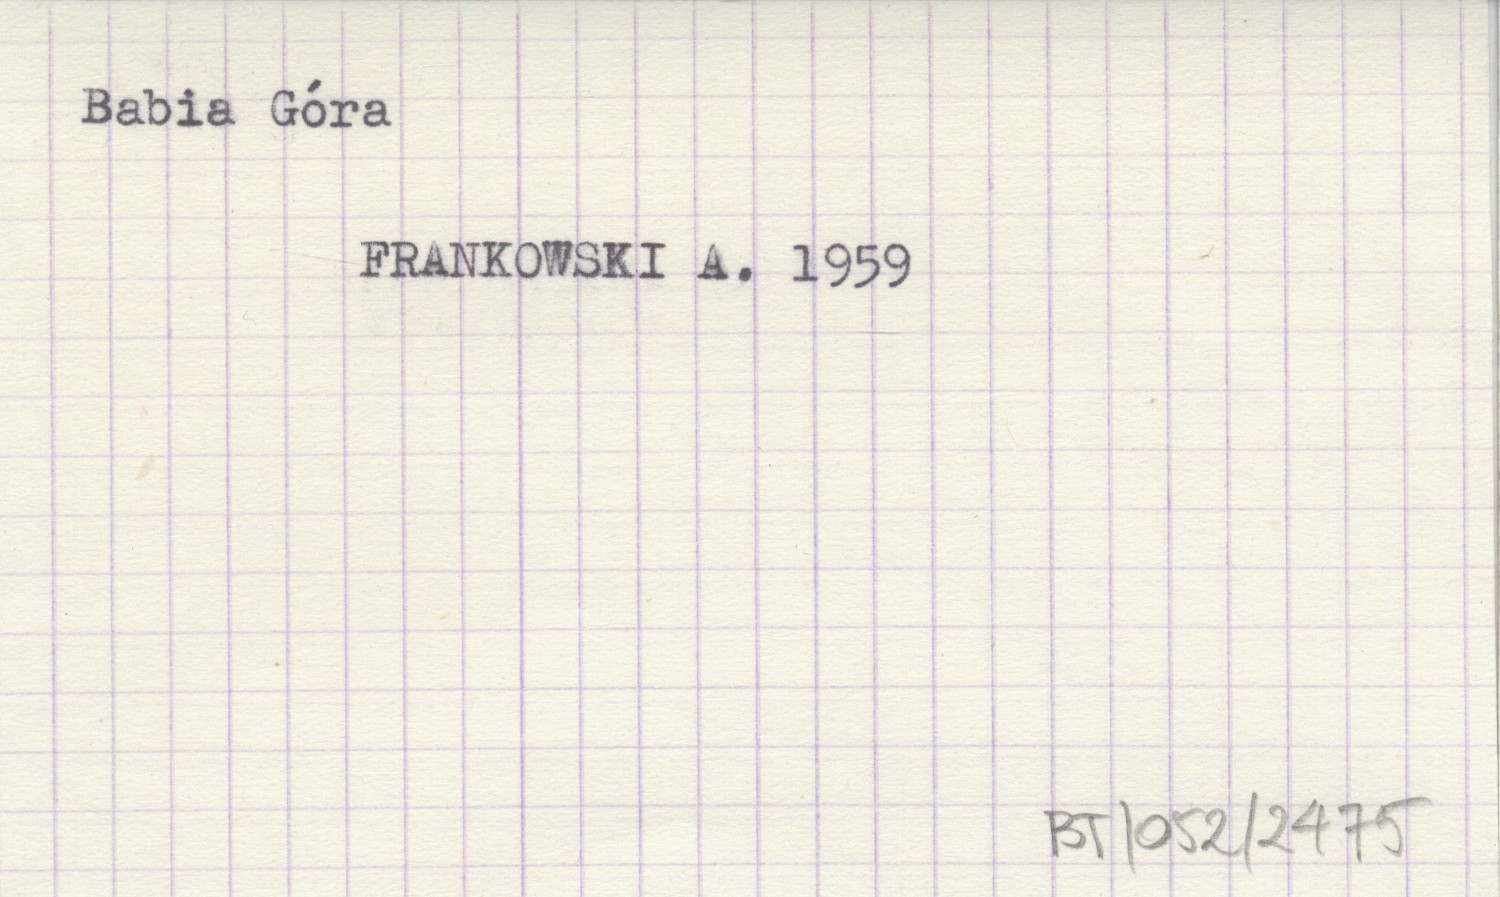 Babia Góra
FRANKOWSKI A. 1959
BT/052/2475